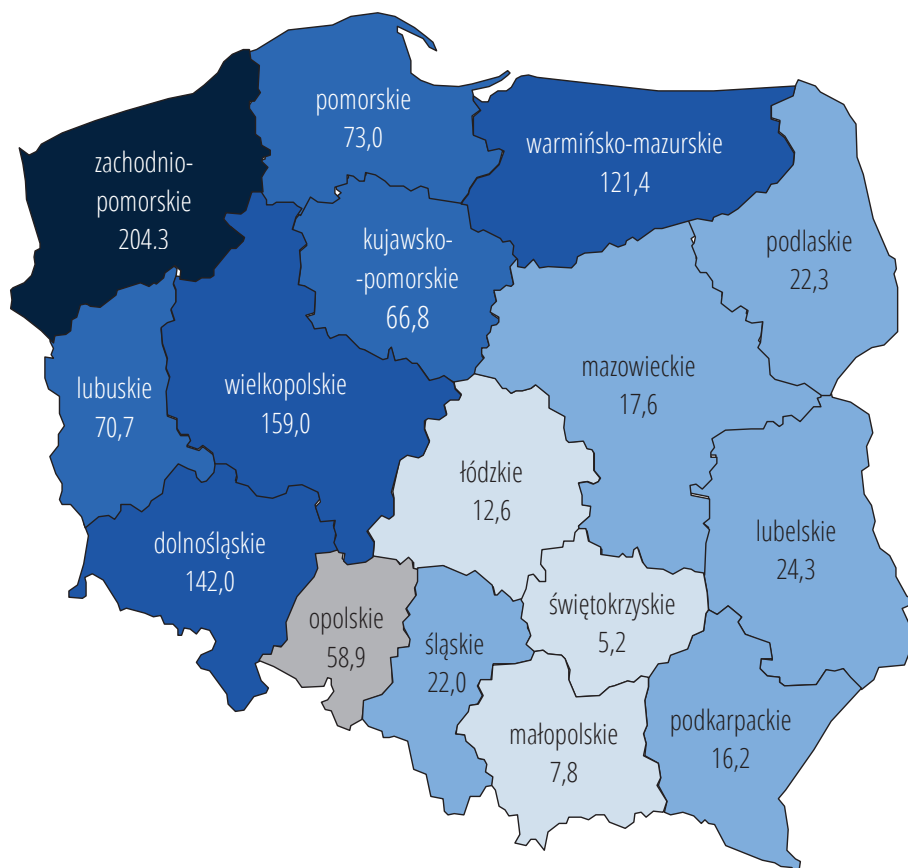 pomorskie
73,0
warmińsko-mazurskie
121,4
zachodnio-
pomorskie
204.3
kujawsko-
-pomorskie
66,8
podlaskie
22,3
lubuskie
70,7
wielkopolskie
159,0
mazowieckie
17,6
łódzkie
12,6
dolnośląskie
142,0
lubelskie
24,3
opolskie
58,9
śląskie
22,0
świętokrzyskie
5,2
małopolskie
7,8
podkarpackie
16,2